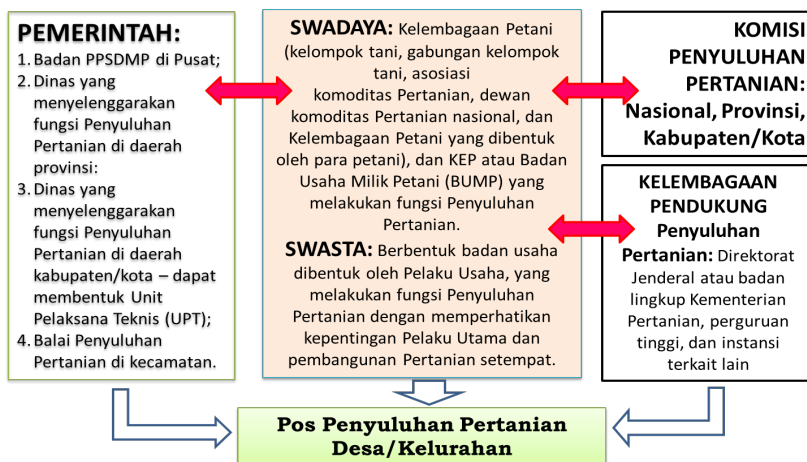 PEMERINTAH:
1. Badan PPSDMP di Pusat;
2. Dinas yang
menyelenggarakan
fungsi Penyuluhan
Pertanian di daerah
provinsi:
3. Dinas yang
menyelenggarakan
fungsi Penyuluhan
Pertanian di daerah
kabupaten/kota – dapat
membentuk Unit
Pelaksana Teknis (UPT);
4. Balai Penyuluhan
Pertanian di kecamatan.
SWADAYA: Kelembagaan Petani
(kelompok tani, gabungan kelompok
tani, asosiasi
komoditas Pertanian, dewan
komoditas Pertanian nasional, dan
Kelembagaan Petani yang dibentuk
oleh para petani), dan KEP atau Badan
Usaha Milik Petani (BUMP) yang
melakukan fungsi Penyuluhan
Pertanian.
SWASTA: Berbentuk badan usaha
dibentuk oleh Pelaku Usaha, yang
melakukan fungsi Penyuluhan
Pertanian dengan memperhatikan
kepentingan Pelaku Utama dan
pembangunan Pertanian setempat.
KOMISI
PENYULUHAN
PERTANIAN:
Nasional, Provinsi,
Kabupaten/Kota
KELEMBAGAAN
PENDUKUNG
Penyuluhan
Pertanian: Direktorat
Jenderal atau badan
lingkup Kementerian
Pertanian, perguruan
tinggi, dan instansi
terkait lain
Pos Penyuluhan Pertanian
Desa/Kelurahan